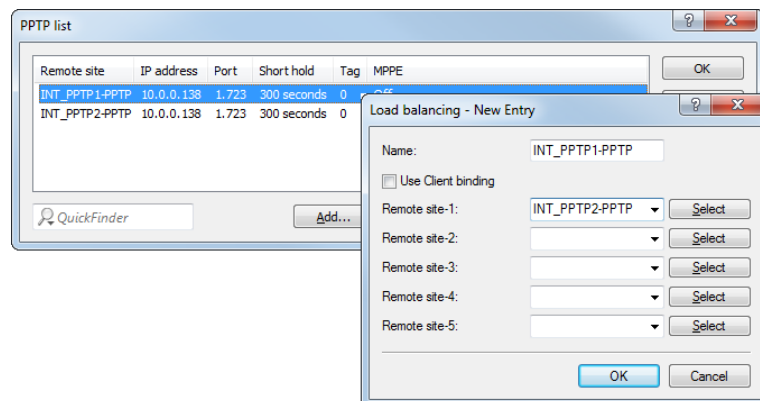 PPTP list
Remote site IP address Port Short hold Tag MPPE OK
INT_PPTP1-PPTP 10.0.0.138 1.723 300 seconds 0
INT_PPTP2-PPTP 10.0.0.138 1.723 300 seconds 0
QuickFinder Add...
Load balancing - New Entry
Name: INT_PPTP1-PPTP
Use Client binding
Remote site-1: INT_PPTP2-PPTP Select
Remote site-2: Select
Remote site-3: Select
Remote site-4: Select
Remote site-5: Select
OK Cancel